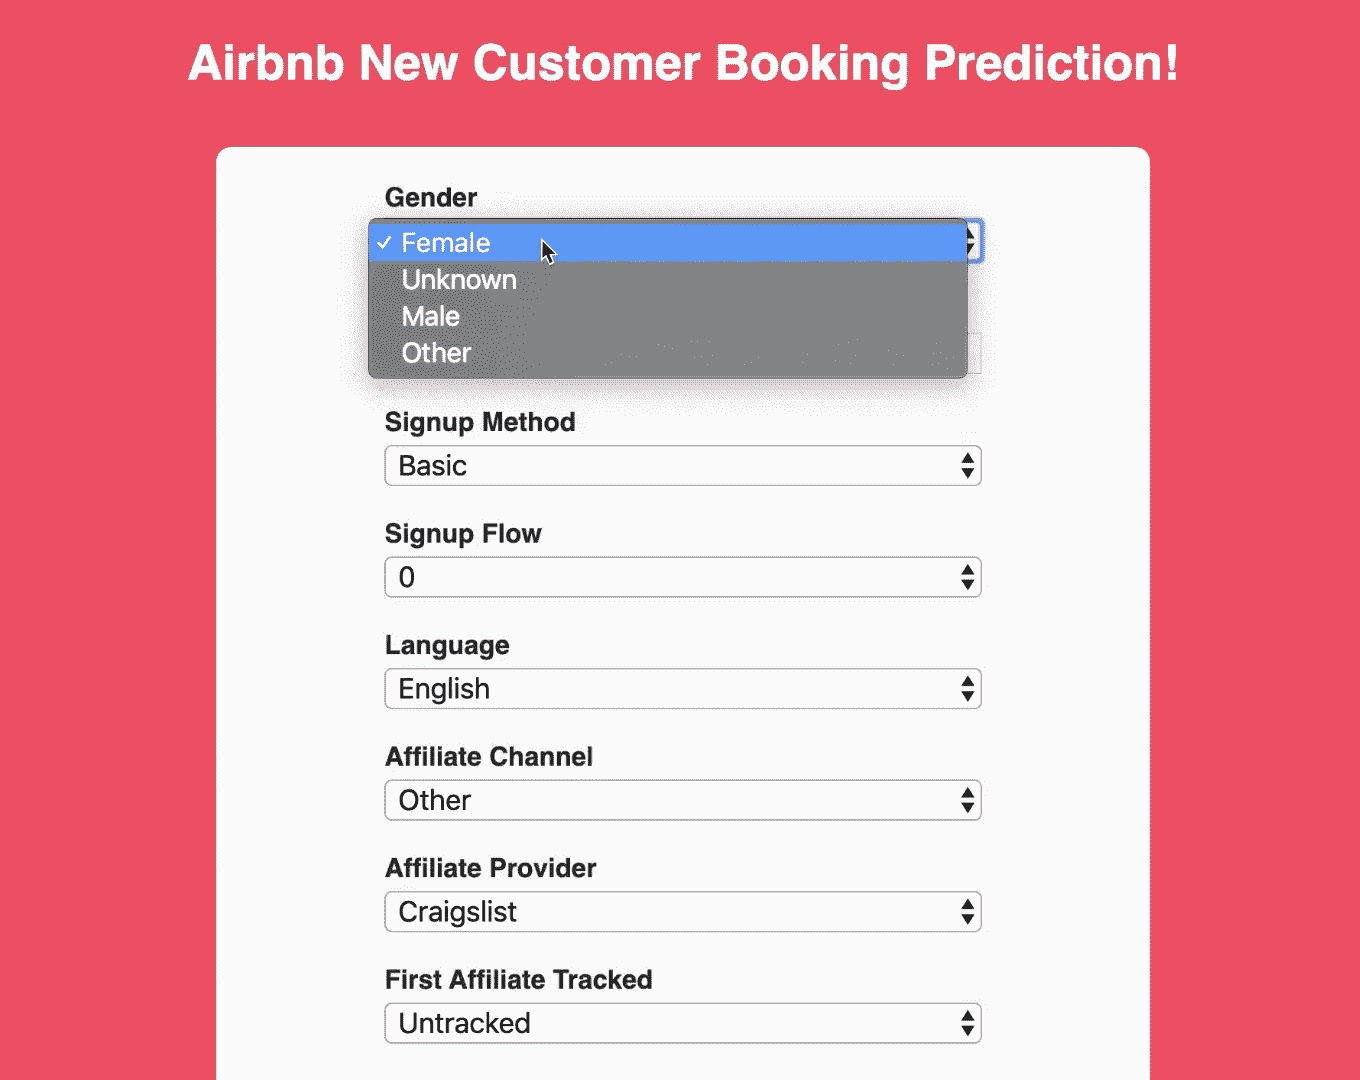 Airbnb New Customer Booking Prediction!
Gender
✓ Female
Unknown
Male
Other
Signup Method
Basic
Signup Flow
0
Language
English
Affiliate Channel
Other
Affiliate Provider
Craigslist
First Affiliate Tracked
Untracked